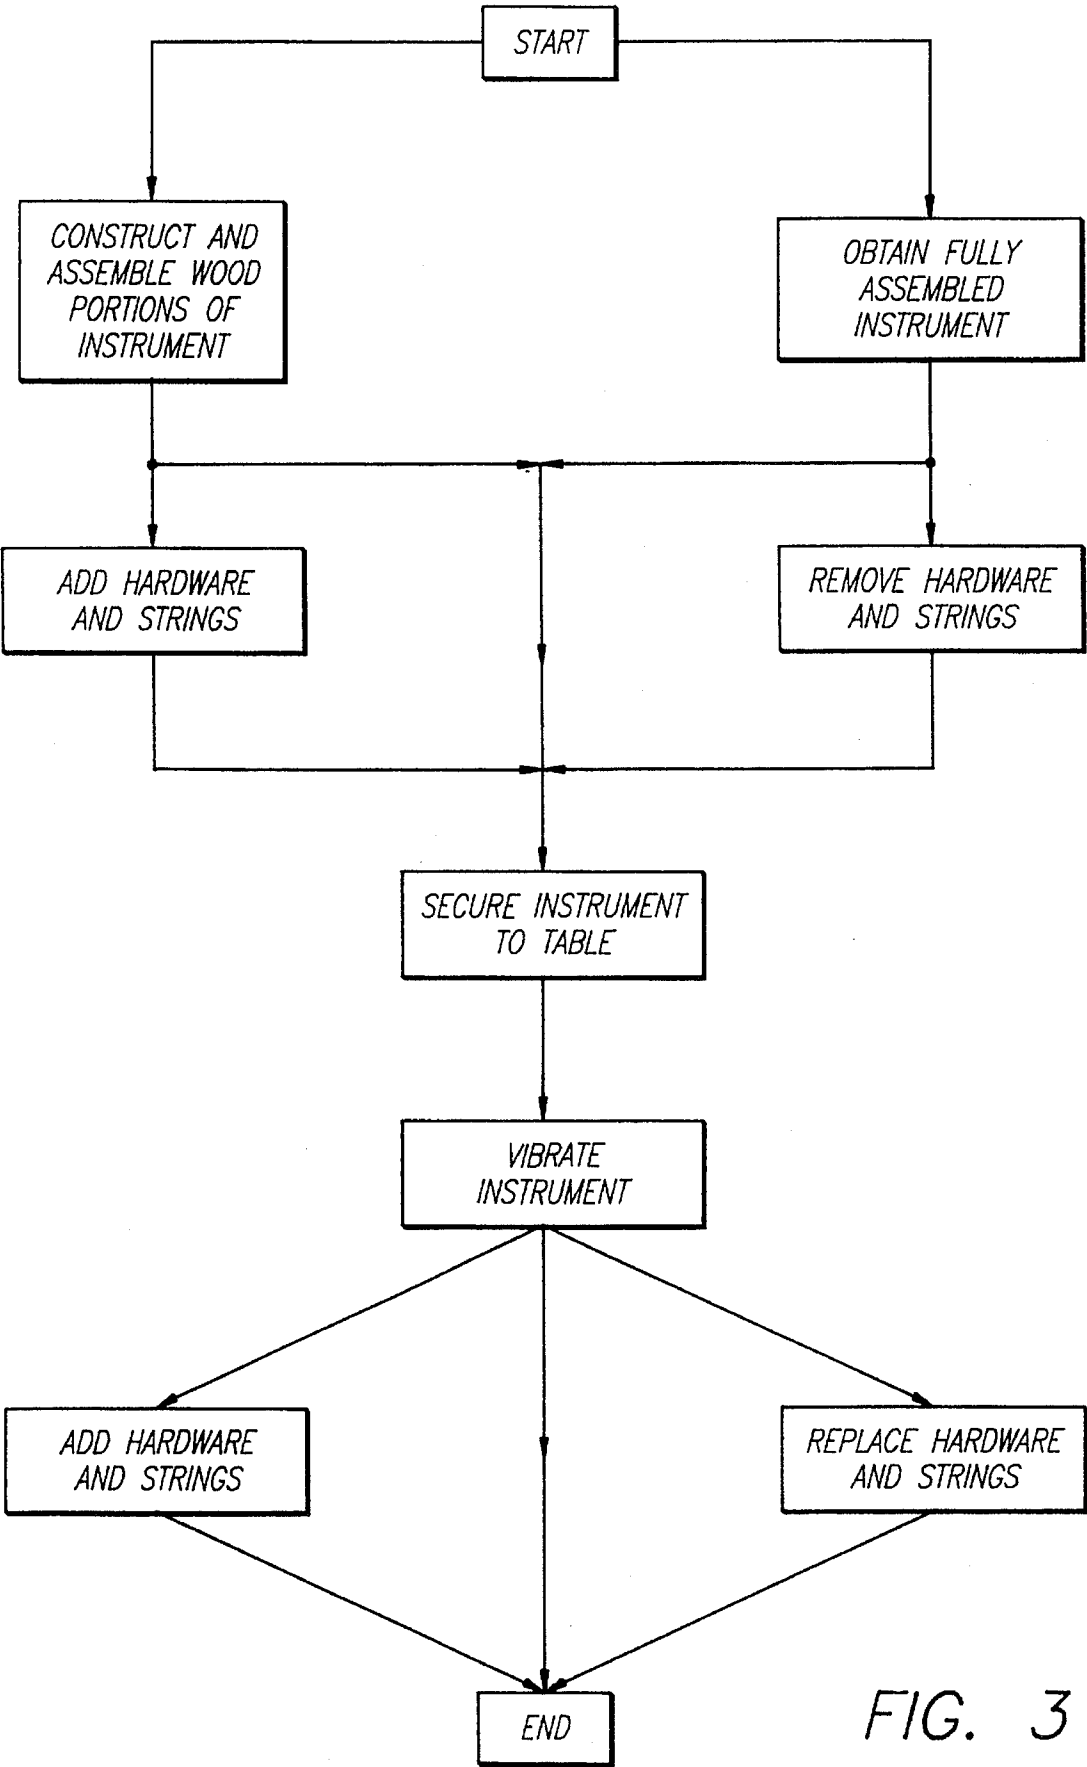 START
CONSTRUCT AND
ASSEMBLE WOOD
PORTIONS OF
INSTRUMENT
OBTAIN FULLY
ASSEMBLED
INSTRUMENT
ADD HARDWARE
AND STRINGS
REMOVE HARDWARE
AND STRINGS
SECURE INSTRUMENT
TO TABLE
VIBRATE
INSTRUMENT
ADD HARDWARE
AND STRINGS
REPLACE HARDWARE
AND STRINGS
END
FIG. 3